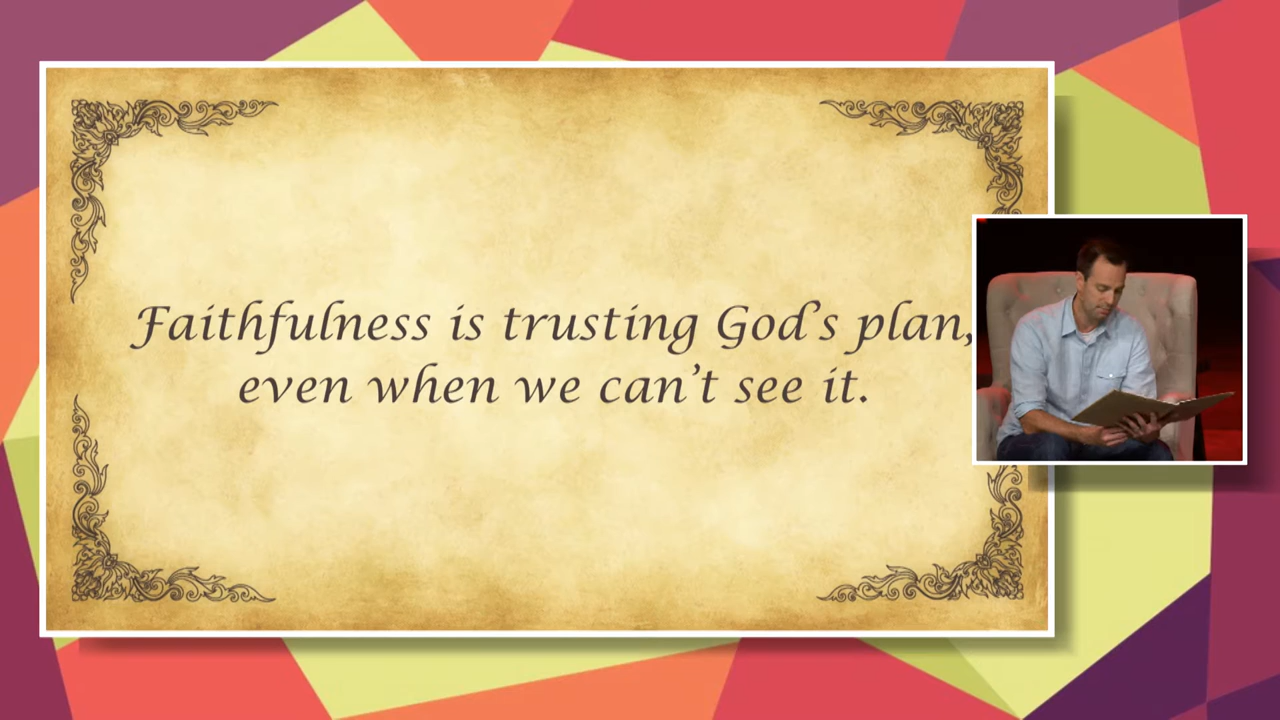 Faithfulness is trusting God's plan,
even when we can't see it.